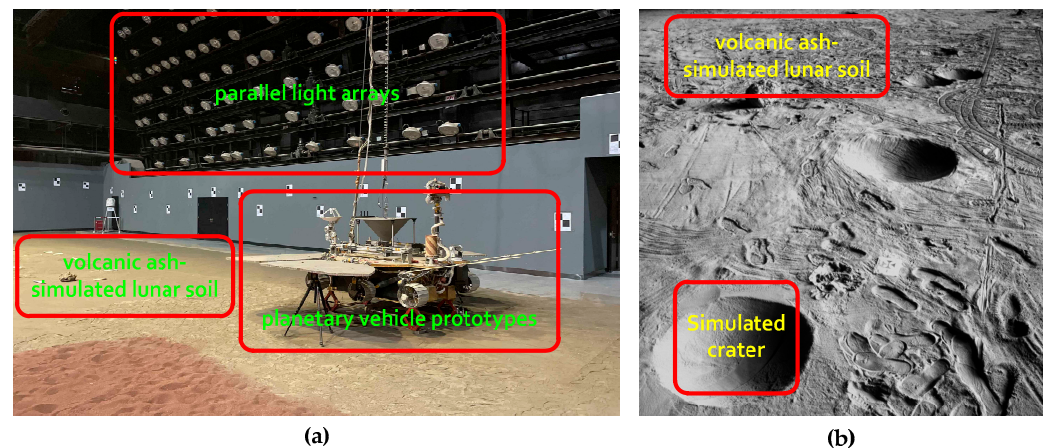 parallel light arrays
volcanic ash-
simulated lunar soil
planetary vehicle prototypes
(a)
volcanic ash-
simulated lunar soil
Simulated
crater
(b)